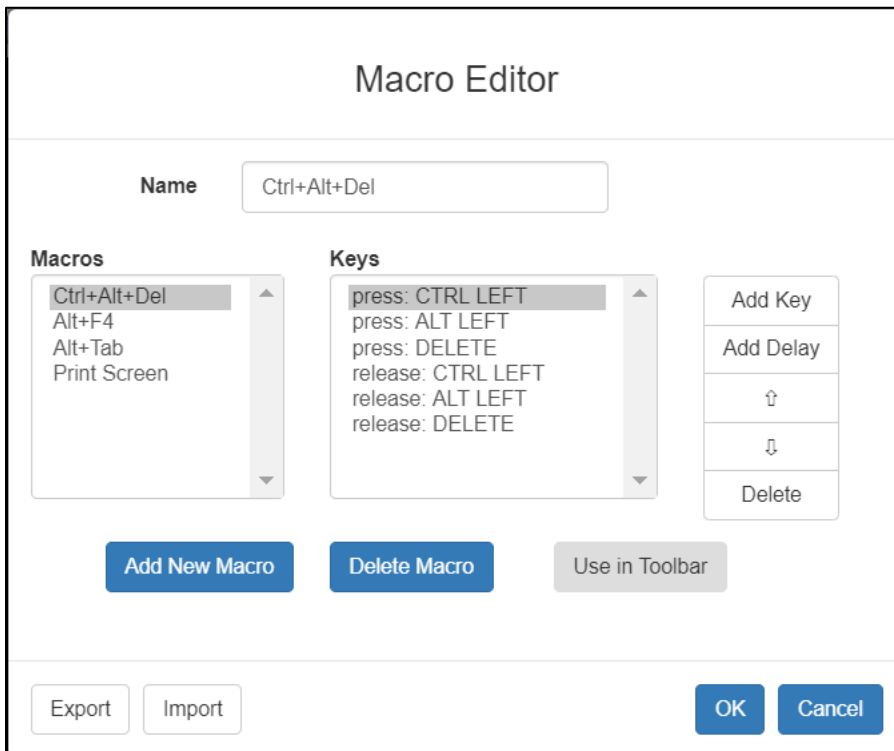 Macro Editor
Name
Ctrl+Alt+Del
Macros
Ctrl+Alt+Del
Alt+F4
Alt+Tab
Print Screen
Keys
press: CTRL LEFT
press: ALT LEFT
press: DELETE
release: CTRL LEFT
release: ALT LEFT
release: DELETE
Add Key
Add Delay
⇧
⇩
Delete
Add New Macro
Delete Macro
Use in Toolbar
Export
Import
OK
Cancel